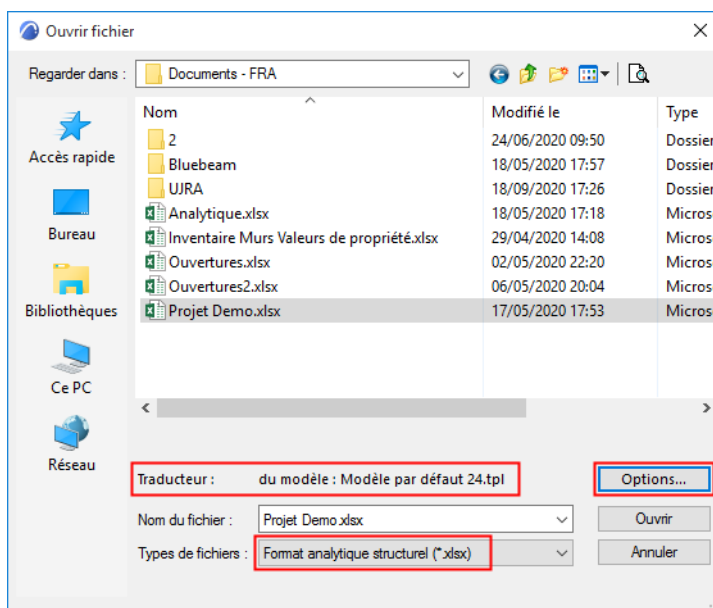 Ouvrir fichier
Regarder dans : Documents - FRA
Nom Modifié le Type
2 24/06/2020 09:50 Dossier
Bluebeam 18/05/2020 17:57 Dossier
UJRA 18/09/2020 17:26 Dossier
Analytique.xlsx 18/05/2020 17:18 Micros
Inventaire Murs Valeurs de propriété.xlsx 29/04/2020 14:08 Micros
Ouvertures.xlsx 02/05/2020 22:20 Micros
Ouvertures2.xlsx 06/05/2020 20:04 Micros
Projet Demo.xlsx 17/05/2020 17:53 Micros
Accès rapide
Bureau
Bibliothèques
Ce PC
Réseau
Traducteur : du modèle : Modèle par défaut 24.tpl Options...
Nom du fichier : Projet Demo.xlsx Ouvrir
Types de fichiers : Format analytique structurel (*.xlsx) Annuler